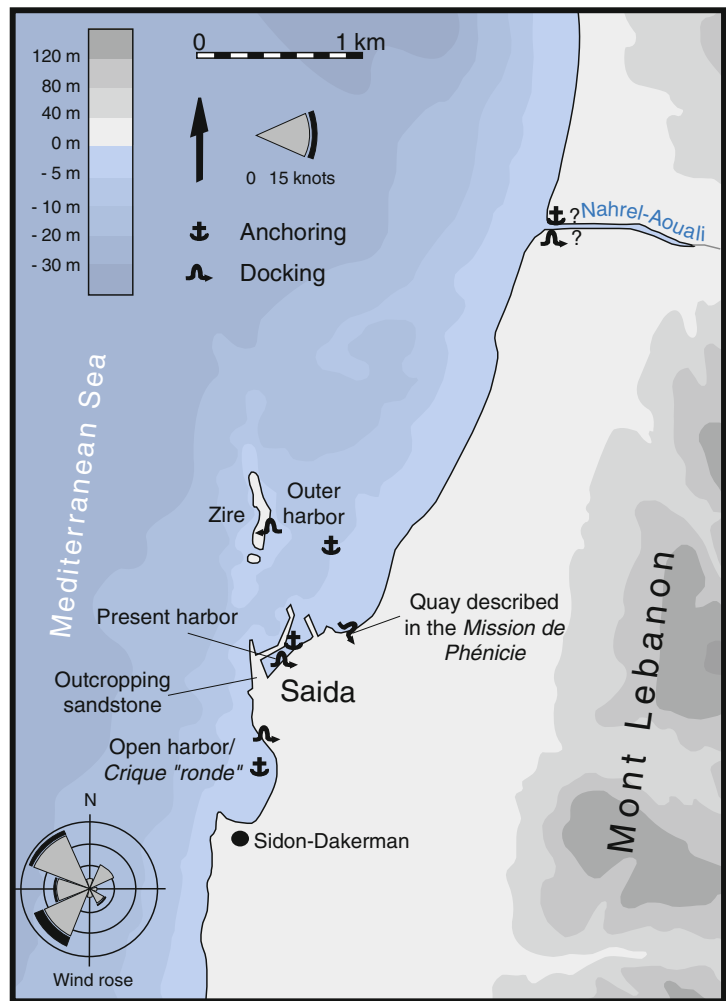 120 m
80 m
40 m
0 m
- 5 m
- 10 m
- 20 m
- 30 m
0 1 km
0 15 knots
Anchoring
Docking
? Nahrel-Aouali
?
Mediterranean Sea
Zire
Outer
harbor
Present harbor
Quay described
in the Mission de
Phénicie
Outcropping
sandstone
Saida
Mont Lebanon
Open harbor/
Crique "ronde"
Sidon-Dakerman
N
Wind rose